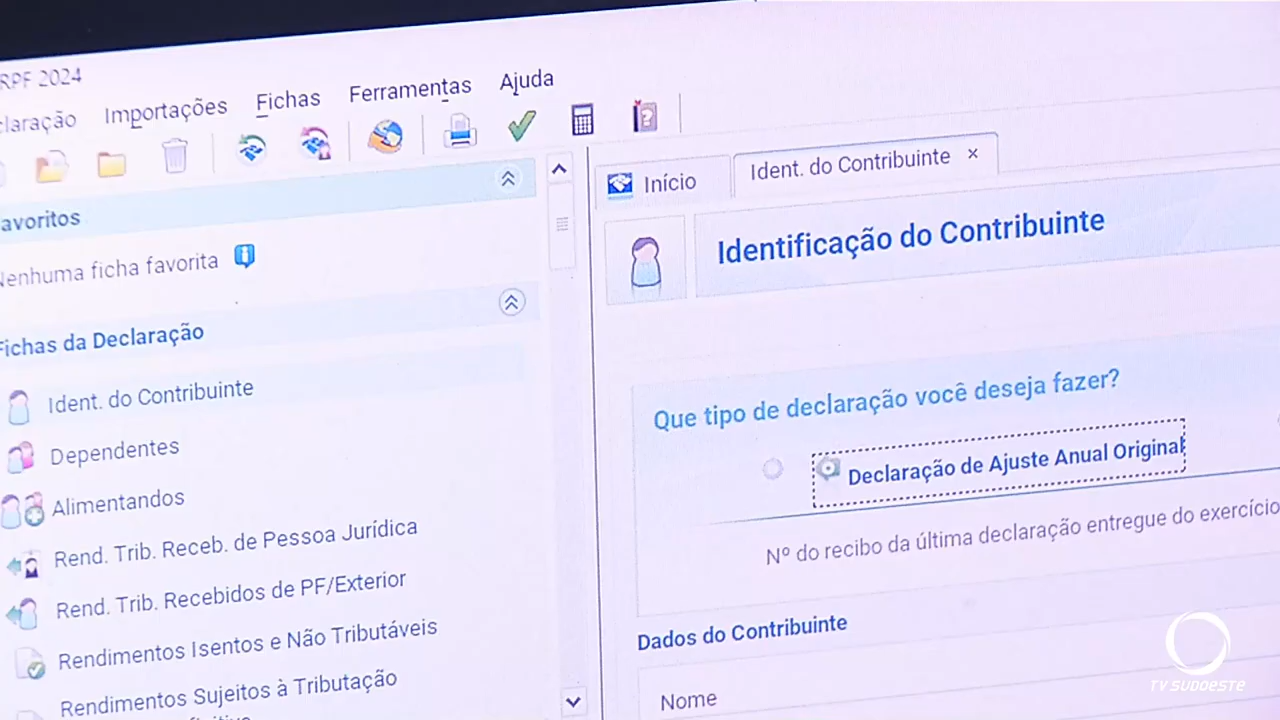 RPF 2024
claração Importações Fichas Ferramentas Ajuda
avoritos
Nenhuma ficha favorita
Fichas da Declaração
Ident. do Contribuinte
Dependentes
Alimentandos
Rend. Trib. Receb. de Pessoa Jurídica
Rend. Trib. Recebidos de PF/Exterior
Rendimentos Isentos e Não Tributáveis
Rendimentos Sujeitos à Tributação
Início
Ident. do Contribuinte ×
Identificação do Contribuinte
Que tipo de declaração você deseja fazer?
Declaração de Ajuste Anual Original
Nº do recibo da última declaração entregue do exercício
Dados do Contribuinte
Nome
TV SUDOESTE